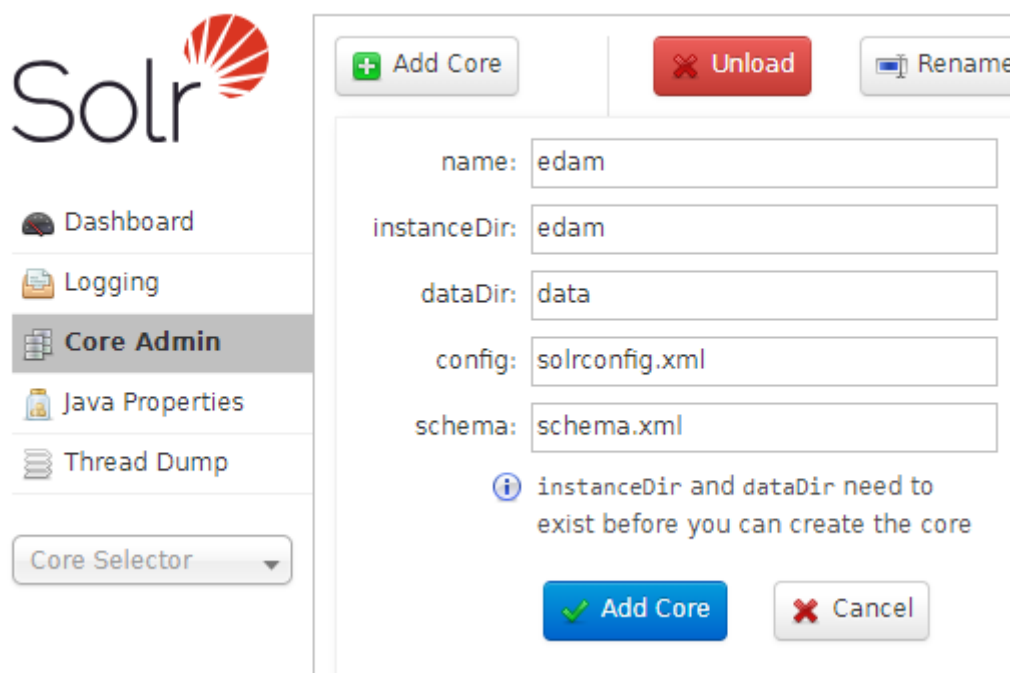 Solr
Add Core
Unload
Rename
name: edam
instanceDir: edam
dataDir: data
config: solrconfig.xml
schema: schema.xml
instanceDir and dataDir need to
exist before you can create the core
Add Core
Cancel
Dashboard
Logging
Core Admin
Java Properties
Thread Dump
Core Selector